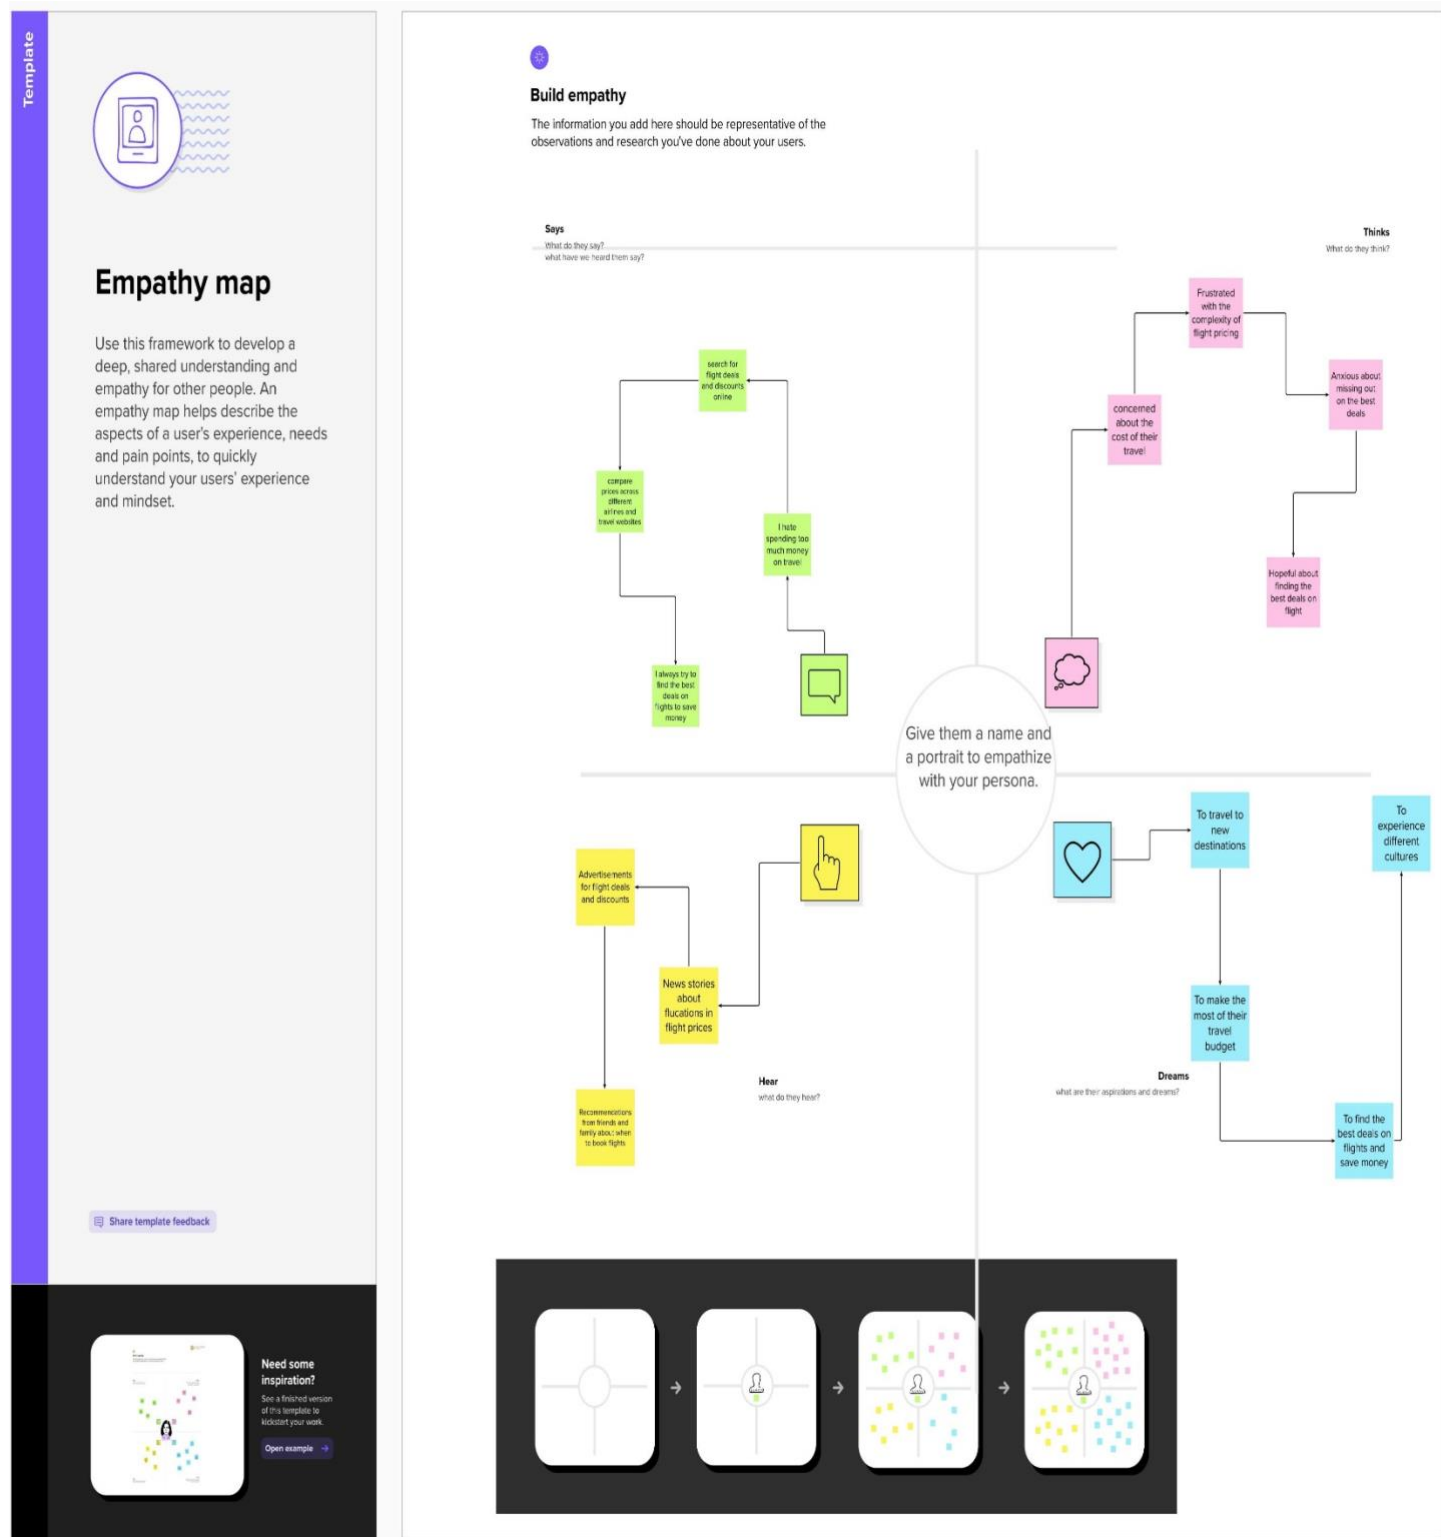 Template
Empathy map
Use this framework to develop a
deep, shared understanding and
empathy for other people. An
empathy map helps describe the
aspects of a user's experience, needs
and pain points, to quickly
understand your users' experience
and mindset.
Share template feedback
Need some
inspiration?
See a finished version
of this template to
kickstart your work.
Open example
Build empathy
The information you add here should be representative of the
observations and research you've done about your users.
Says
What do they say?
what have we heard them say?
Thinks
What do they think?
search for
flight deals
and discounts
online
compare
prices across
different
airlines and
travel websites
I hate
spending too
much money
on travel
I always try to
find the best
deals on
flights to save
money
Frustrated
with the
complexity of
flight pricing
Anxious about
missing out
on the best
deals
concerned
about the
cost of their
travel
Hopeful about
finding the
best deals on
flight
Give them a name and
a portrait to empathize
with your persona.
Advertisements
for flight deals
and discounts
News stories
about
flucations in
flight prices
Recommencations
from friends and
family about when
to book flights
Hear
what do they hear?
To travel to
new
destinations
To
experience
different
cultures
To make the
most of their
travel
budget
Dreams
what are their aspirations and dreams?
To find the
best deals on
flights and
save money